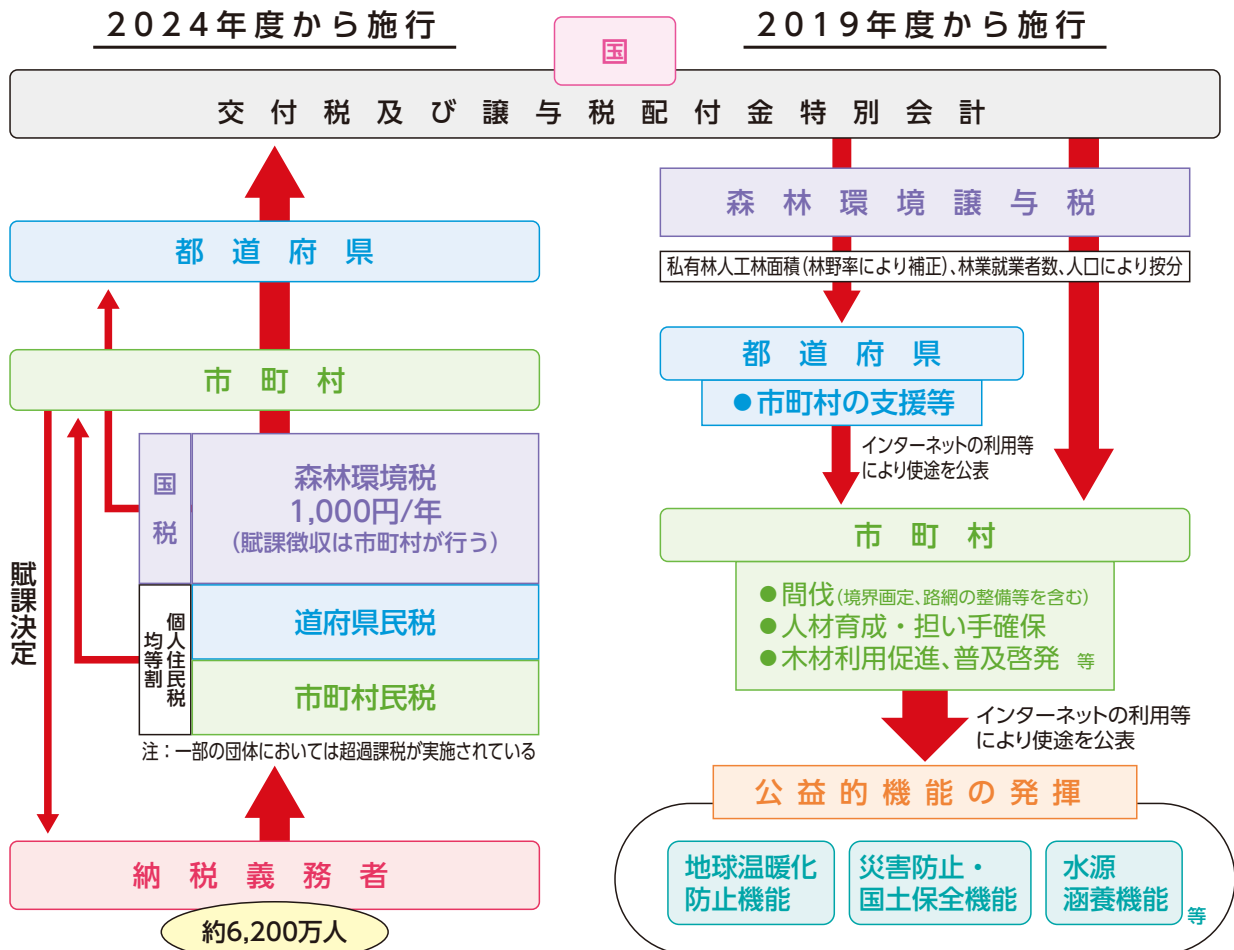 2024年度から施行
2019年度から施行
国
交付税及び譲与税配付金特別会計
都道府県
市町村
国税
森林環境税
1,000円/年
(賦課徴収は市町村が行う)
個人住民税
均等割
道府県民税
市町村民税
賦課決定
注：一部の団体においては超過課税が実施されている
納税義務者
約6,200万人
森林環境譲与税
私有林人工林面積(林野率により補正)、林業就業者数、人口により按分
都道府県
●市町村の支援等
インターネットの利用等
により使途を公表
市町村
●間伐(境界画定、路網の整備等を含む)
●人材育成・担い手確保
●木材利用促進、普及啓発 等
インターネットの利用等
により使途を公表
公益的機能の発揮
地球温暖化
防止機能
災害防止・
国土保全機能
水源
涵養機能
等